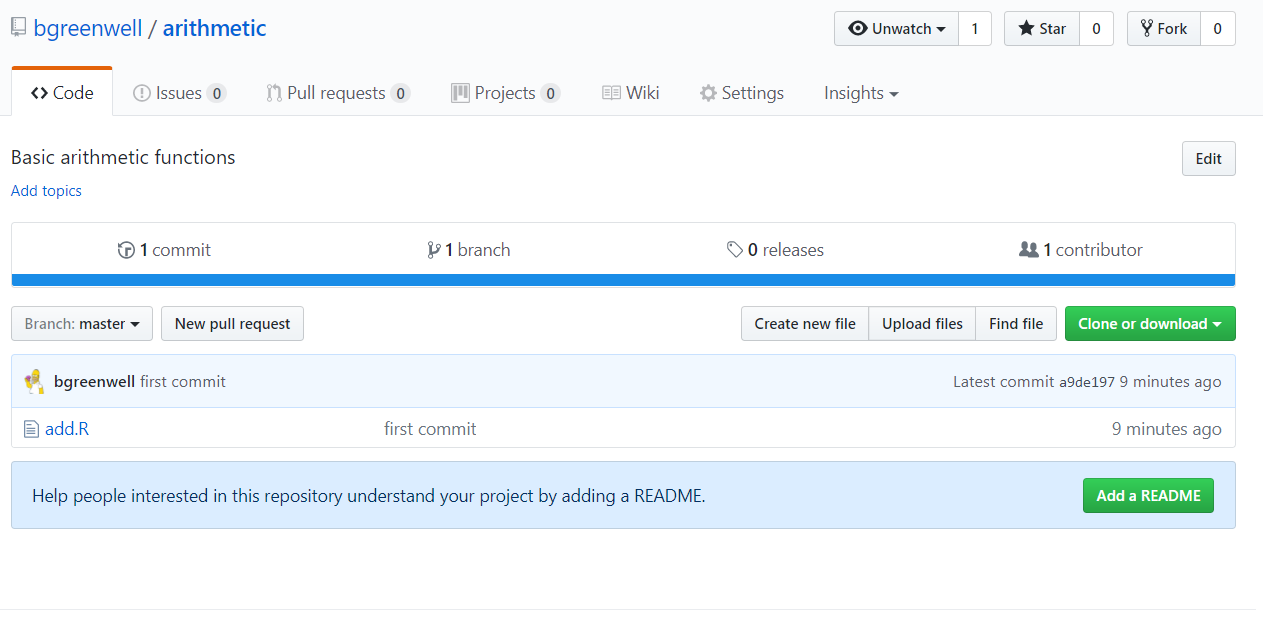 bgreenwell / arithmetic
Unwatch 1 Star 0 Fork 0
Code Issues 0 Pull requests 0 Projects 0 Wiki Settings Insights
Basic arithmetic functions
Edit
Add topics
1 commit 1 branch 0 releases 1 contributor
Branch: master New pull request Create new file Upload files Find file Clone or download
bgreenwell first commit Latest commit a9de197 9 minutes ago
add.R first commit 9 minutes ago
Help people interested in this repository understand your project by adding a README. Add a README